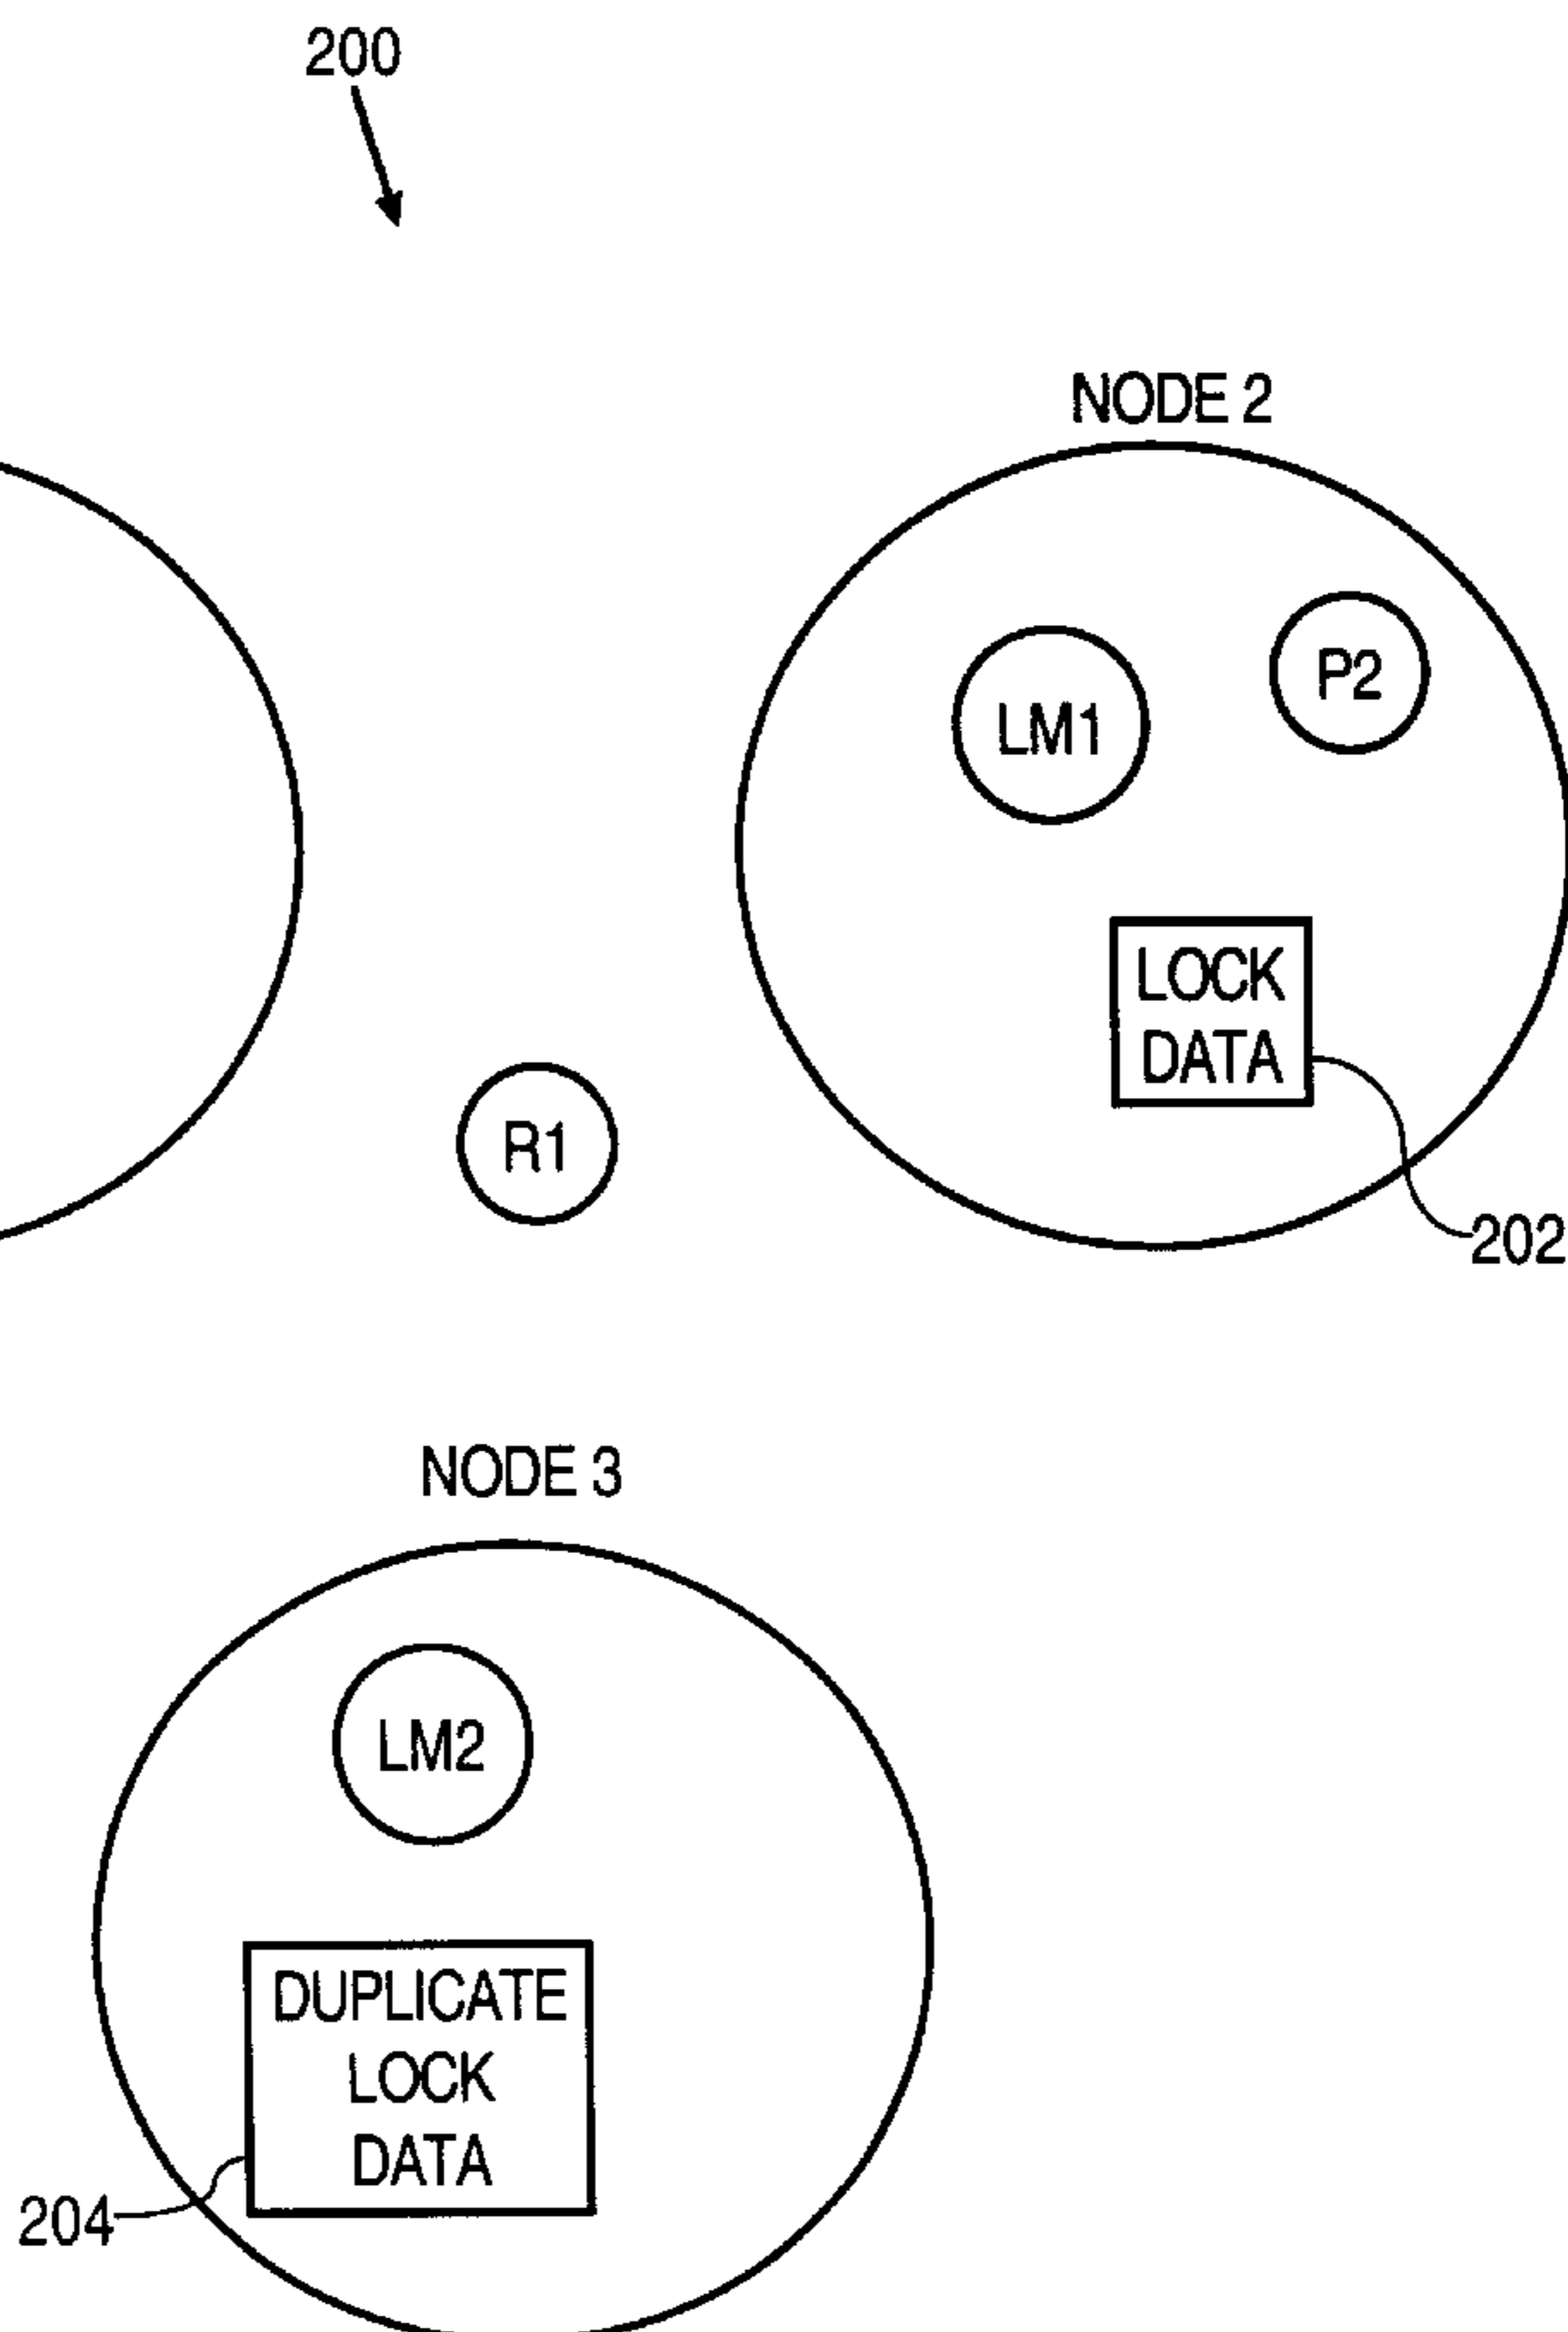 200
NODE 2
P2
LM1
LOCK
DATA
R1
202
NODE 3
LM2
DUPLICATE
LOCK
DATA
204